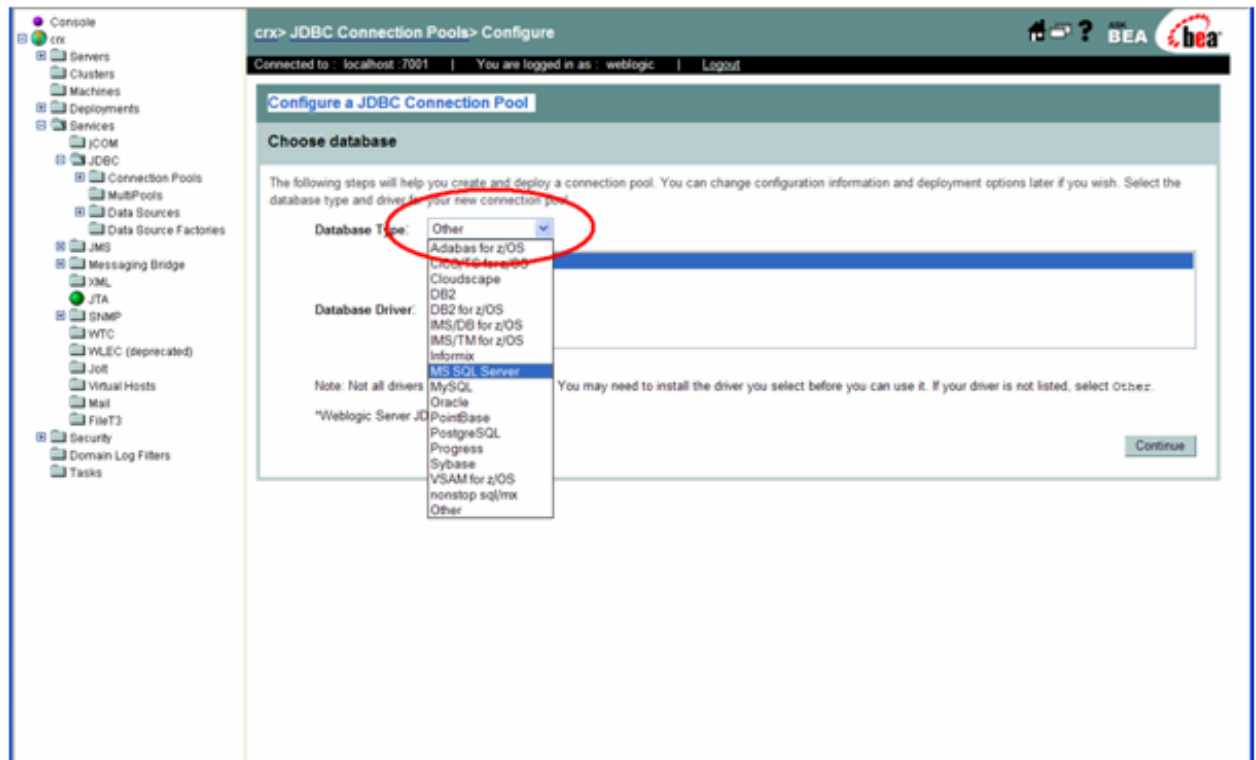 Console
crx
Servers
Clusters
Machines
Deployments
Services
jCOM
JDBC
Connection Pools
MultiPools
Data Sources
Data Source Factories
JMS
Messaging Bridge
XML
JTA
SNMP
WTC
WLEC (deprecated)
Jolt
Virtual Hosts
Mail
FileT3
Security
Domain Log Filters
Tasks
crx> JDBC Connection Pools> Configure
? ASK BEA bea
Connected to : localhost :7001 | You are logged in as : weblogic | Logout
Configure a JDBC Connection Pool
Choose database
The following steps will help you create and deploy a connection pool. You can change configuration information and deployment options later if you wish. Select the
database type and driver for your new connection pool.
Database Type: Other
Adabas for z/OS
CICS/TS for z/OS
Cloudscape
DB2
Database Driver: DB2 for z/OS
IMS/DB for z/OS
IMS/TM for z/OS
Informix
MS SQL Server
Note: Not all drivers MySQL You may need to install the driver you select before you can use it. If your driver is not listed, select Other.
Oracle
*Weblogic Server JD PointBase
PostgreSQL
Progress
Continue
Sybase
VSAM for z/OS
nonstop sql/mx
Other